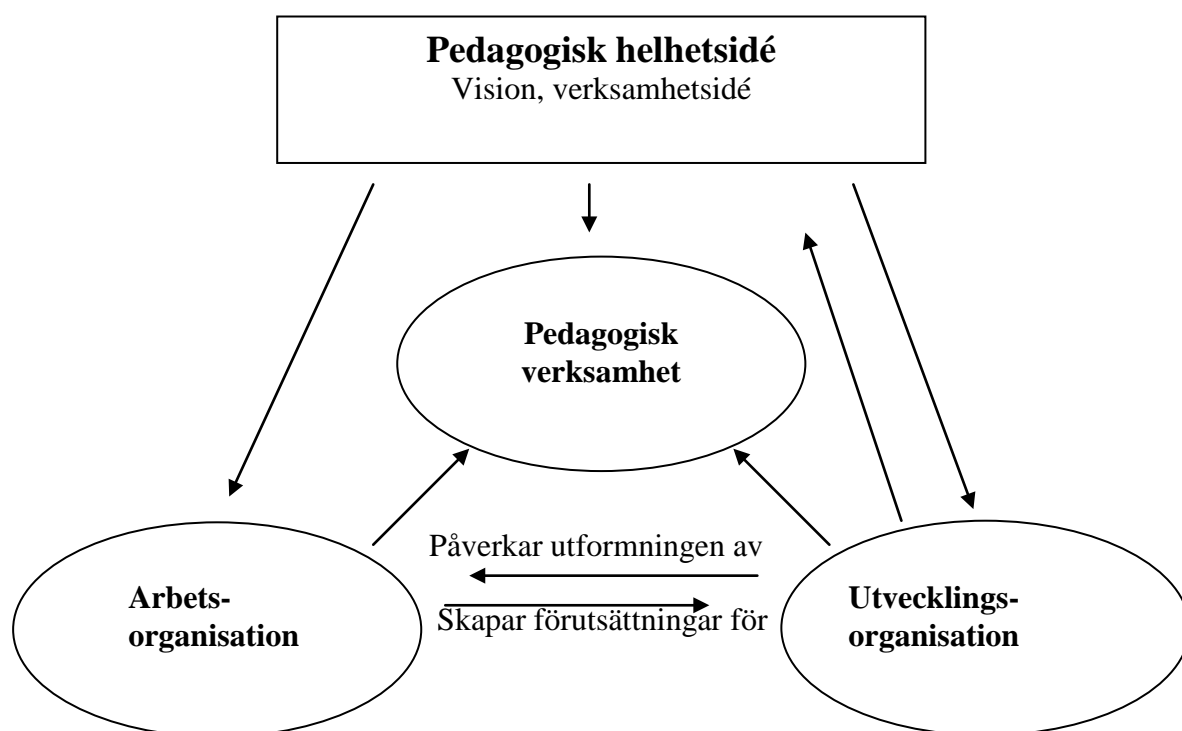 Pedagogisk helhetsidé
Vision, verksamhetsidé
Pedagogisk
verksamhet
Påverkar utformningen av
Skapar förutsättningar för
Arbets-
organisation
Utvecklings-
organisation